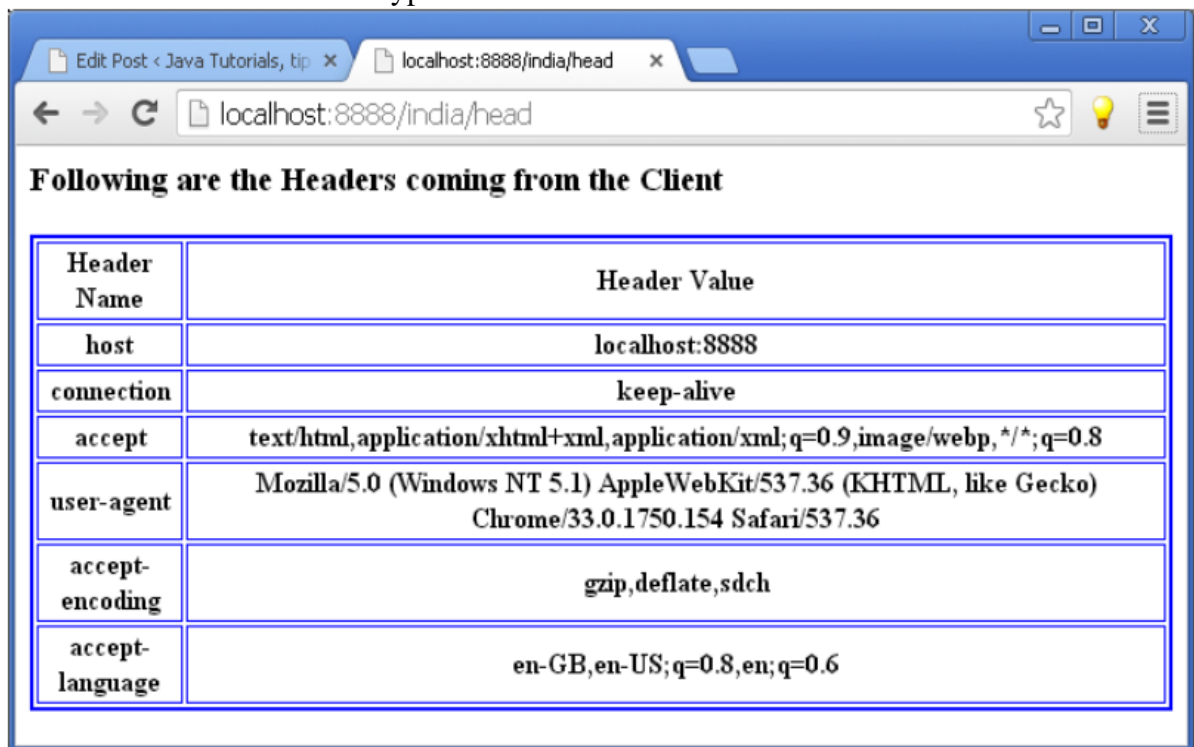 Edit Post < Java Tutorials, tip
localhost:8888/india/head
localhost:8888/india/head
Following are the Headers coming from the Client
Header
Name
Header Value
host
localhost:8888
connection
keep-alive
accept
text/html,application/xhtml+xml,application/xml;q=0.9,image/webp,*/*;q=0.8
user-agent
Mozilla/5.0 (Windows NT 5.1) AppleWebKit/537.36 (KHTML, like Gecko)
Chrome/33.0.1750.154 Safari/537.36
accept-
encoding
gzip,deflate,sdch
accept-
language
en-GB,en-US;q=0.8,en;q=0.6